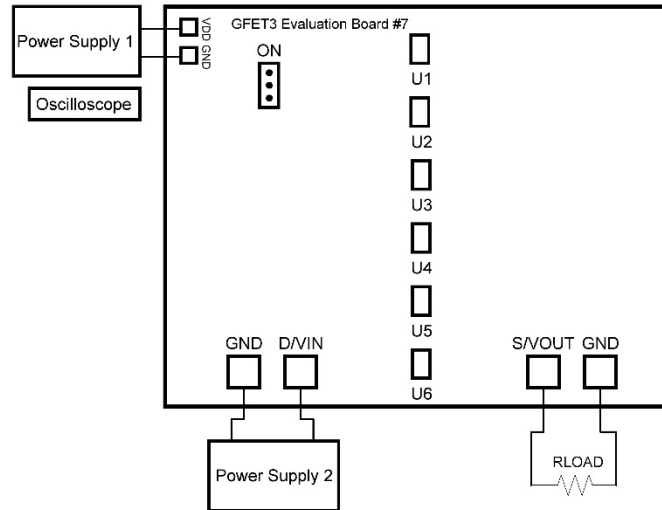 GFET3 Evaluation Board #7
Power Supply 1
VDD
GND
ON
Oscilloscope
U1
U2
U3
U4
U5
U6
GND D/VIN
S/VOUT GND
Power Supply 2
RLOAD